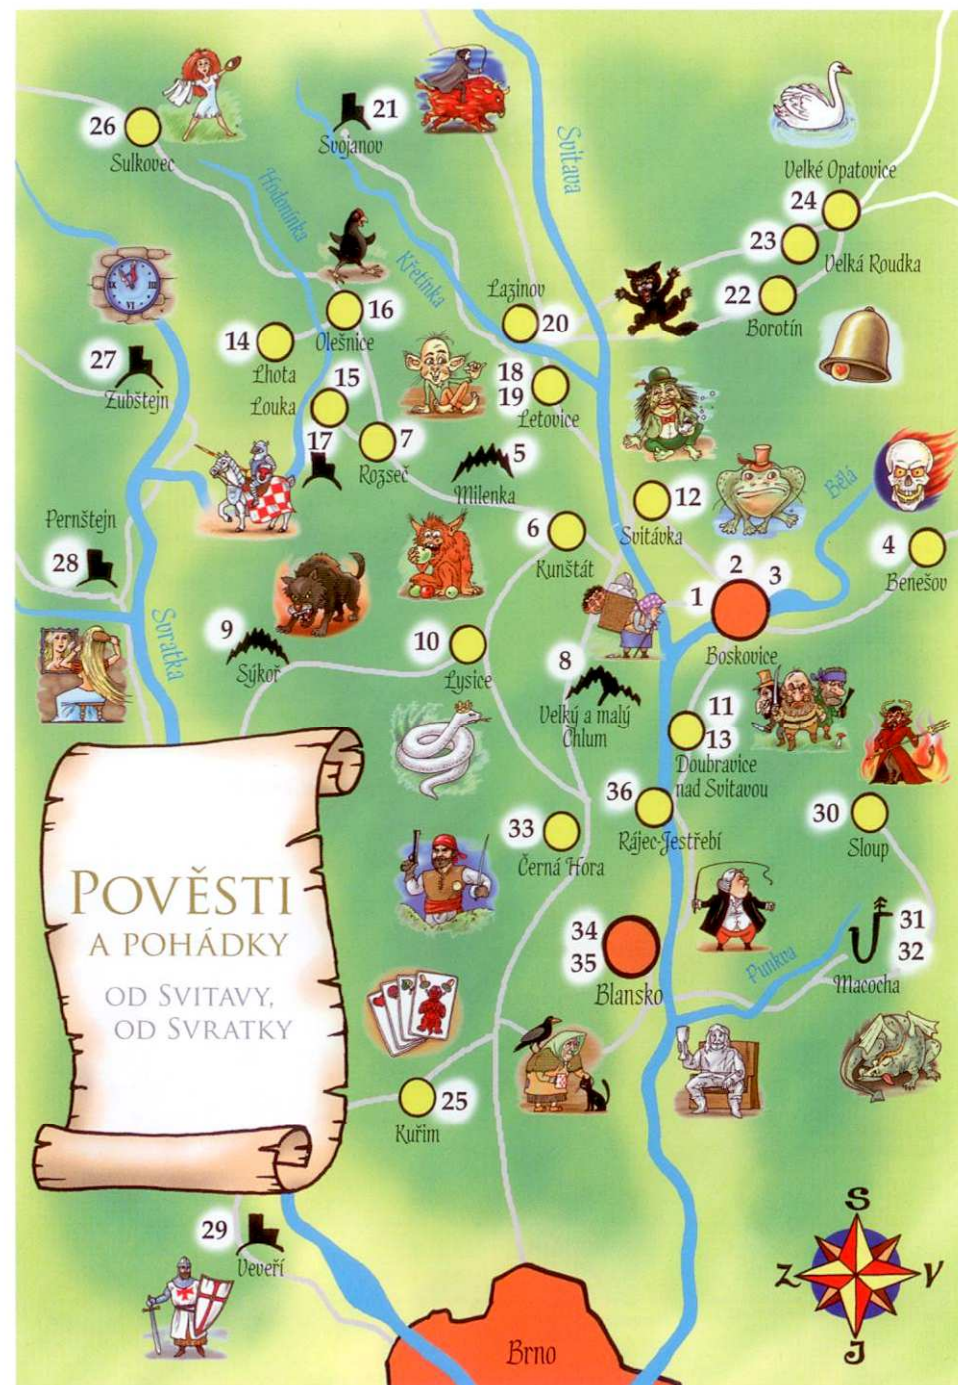 26
Sulkovec
21
Svojanov
Svitava
Hodonínka
Křetínka
Velké Opatovice
24
23
Velká Roudka
22
Borotín
Lazinov
20
16
Olešnice
14
Lhota
15
Louka
17
27
Zubštejn
18
19
Letovice
7
Rozseč
5
Milenka
12
Svitávka
Bělá
4
Benešov
6
Kunštát
2
1
3
Boskovice
Pernštejn
28
Svratka
9
Sýkoř
10
Lysice
8
Velký a malý
Chlum
11
13
Doubravice
nad Svitavou
36
Rájec-Jestřebí
30
Sloup
33
Černá Hora
POVĚSTI
A POHÁDKY
OD SVITAVY,
OD SVRATKY
34
35
Blansko
Punkva
31
32
Macocha
25
Kuřim
29
Veveří
Brno
S
Z
V
J